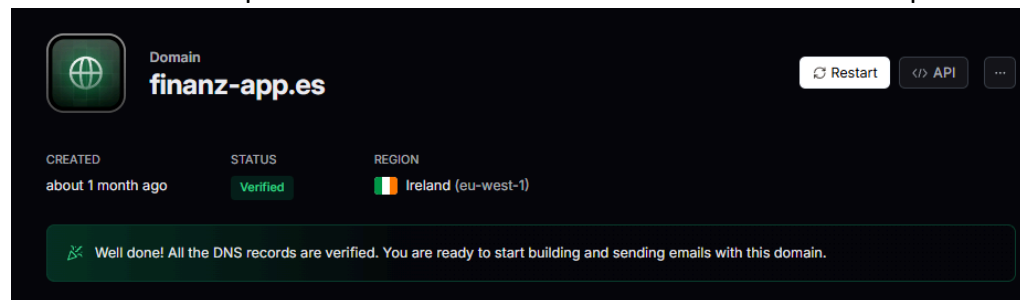 Domain
finanz-app.es
Restart
</> API
...
CREATED
about 1 month ago
STATUS
Verified
REGION
Ireland (eu-west-1)
Well done! All the DNS records are verified. You are ready to start building and sending emails with this domain.